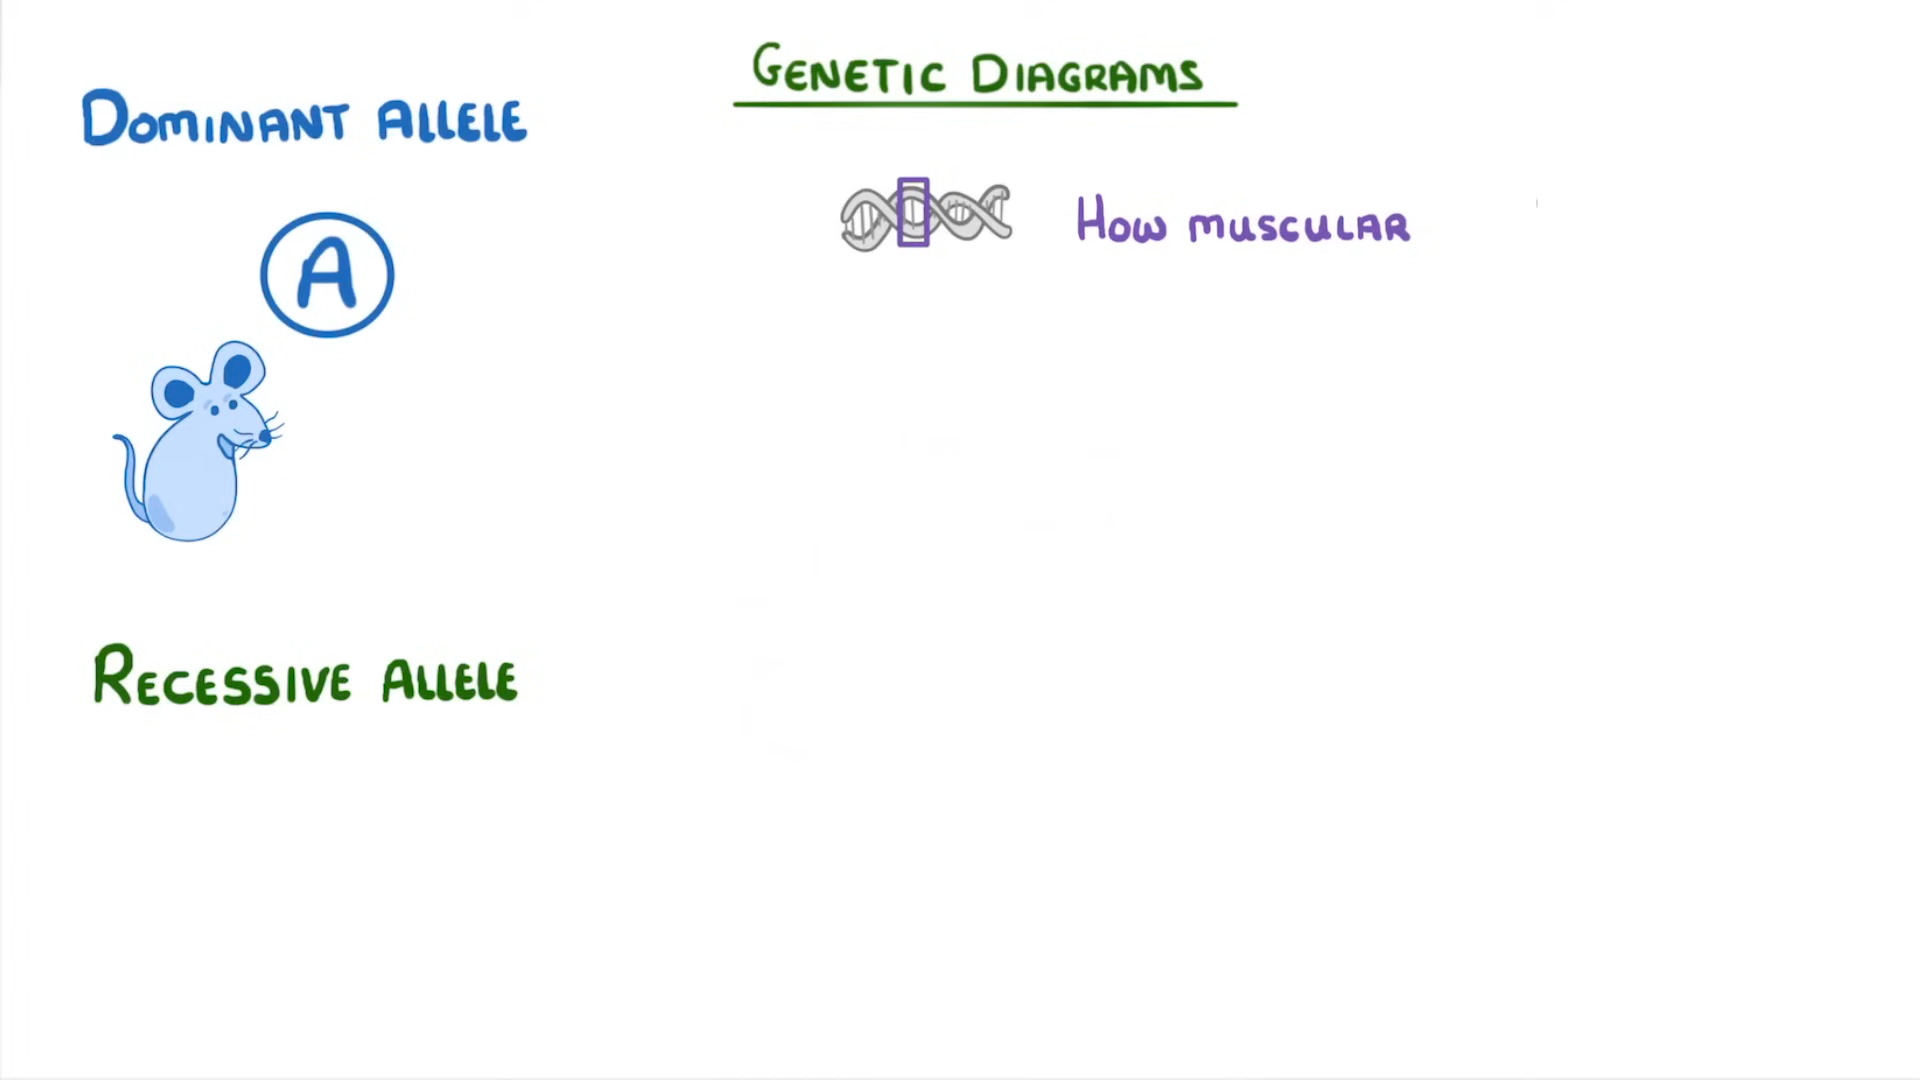 GENETIC DIAGRAMS
DOMINANT ALLELE
A
HOW MUSCULAR
RECESSIVE ALLELE